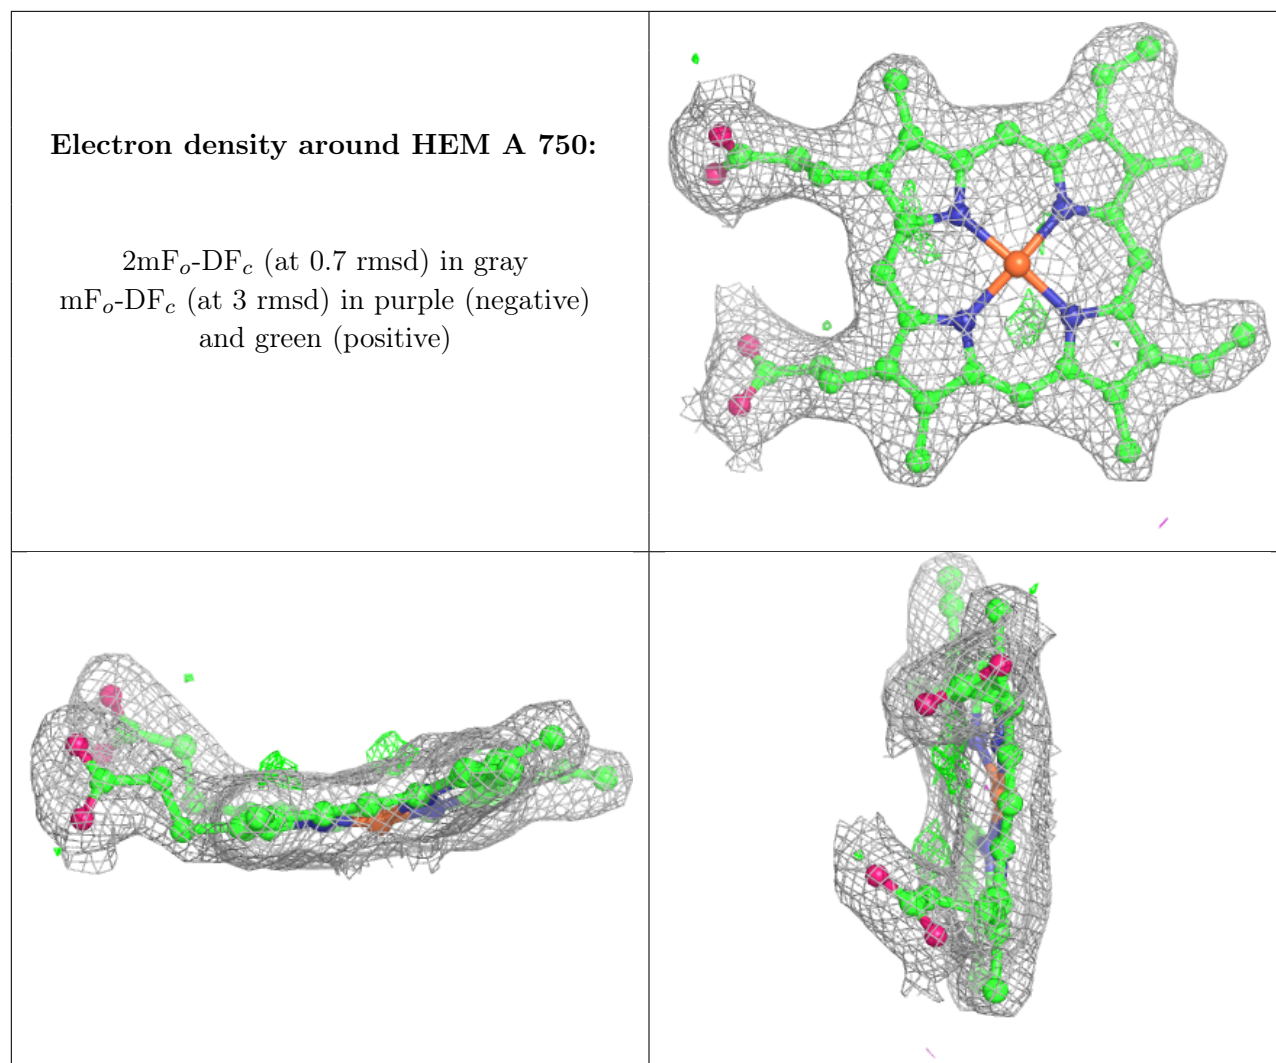 Electron density around HEM A 750:
2mFo-DFc (at 0.7 rmsd) in gray
mFo-DFc (at 3 rmsd) in purple (negative)
and green (positive)